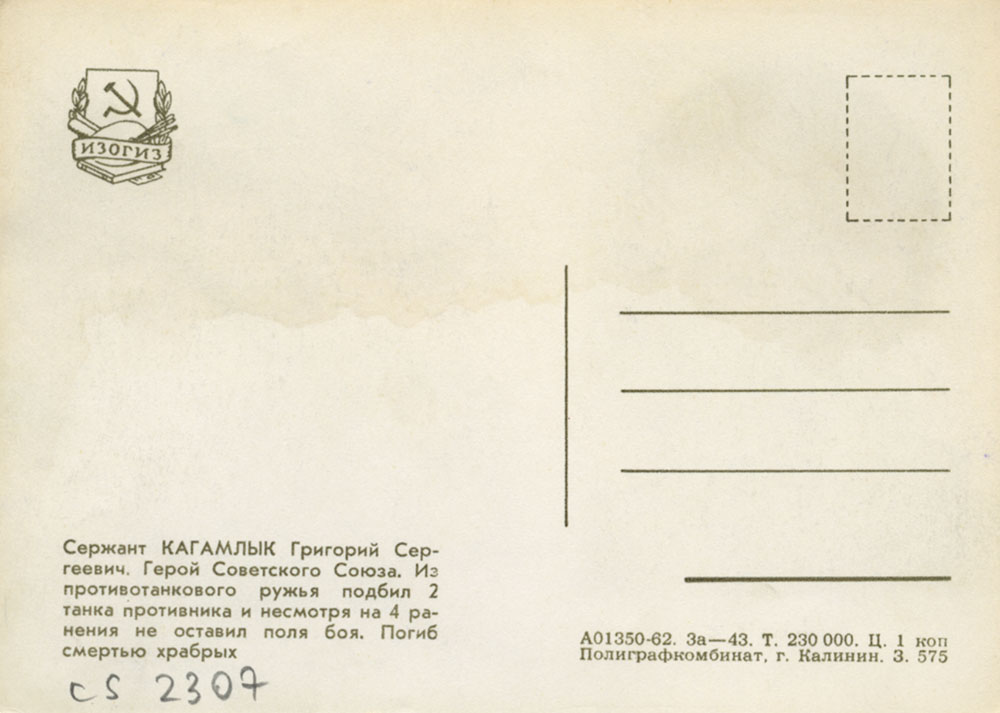 ИЗОГИЗ
Сержант КАГАМЛЫК Григорий Сер-
геевич. Герой Советского Союза. Из
противотанкового ружья подбил 2
танка противника и несмотря на 4 ра-
нения не оставил поля боя. Погиб
смертью храбрых
cs 2307
А01350-62. За—43. Т. 230 000. Ц. 1 коп
Полиграфкомбинат, г. Калинин. З. 575